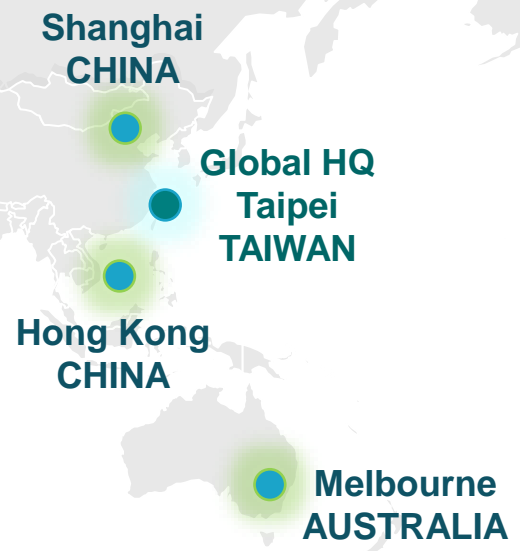 Shanghai
CHINA
Global HQ
Taipei
TAIWAN
Hong Kong
CHINA
Melbourne
AUSTRALIA